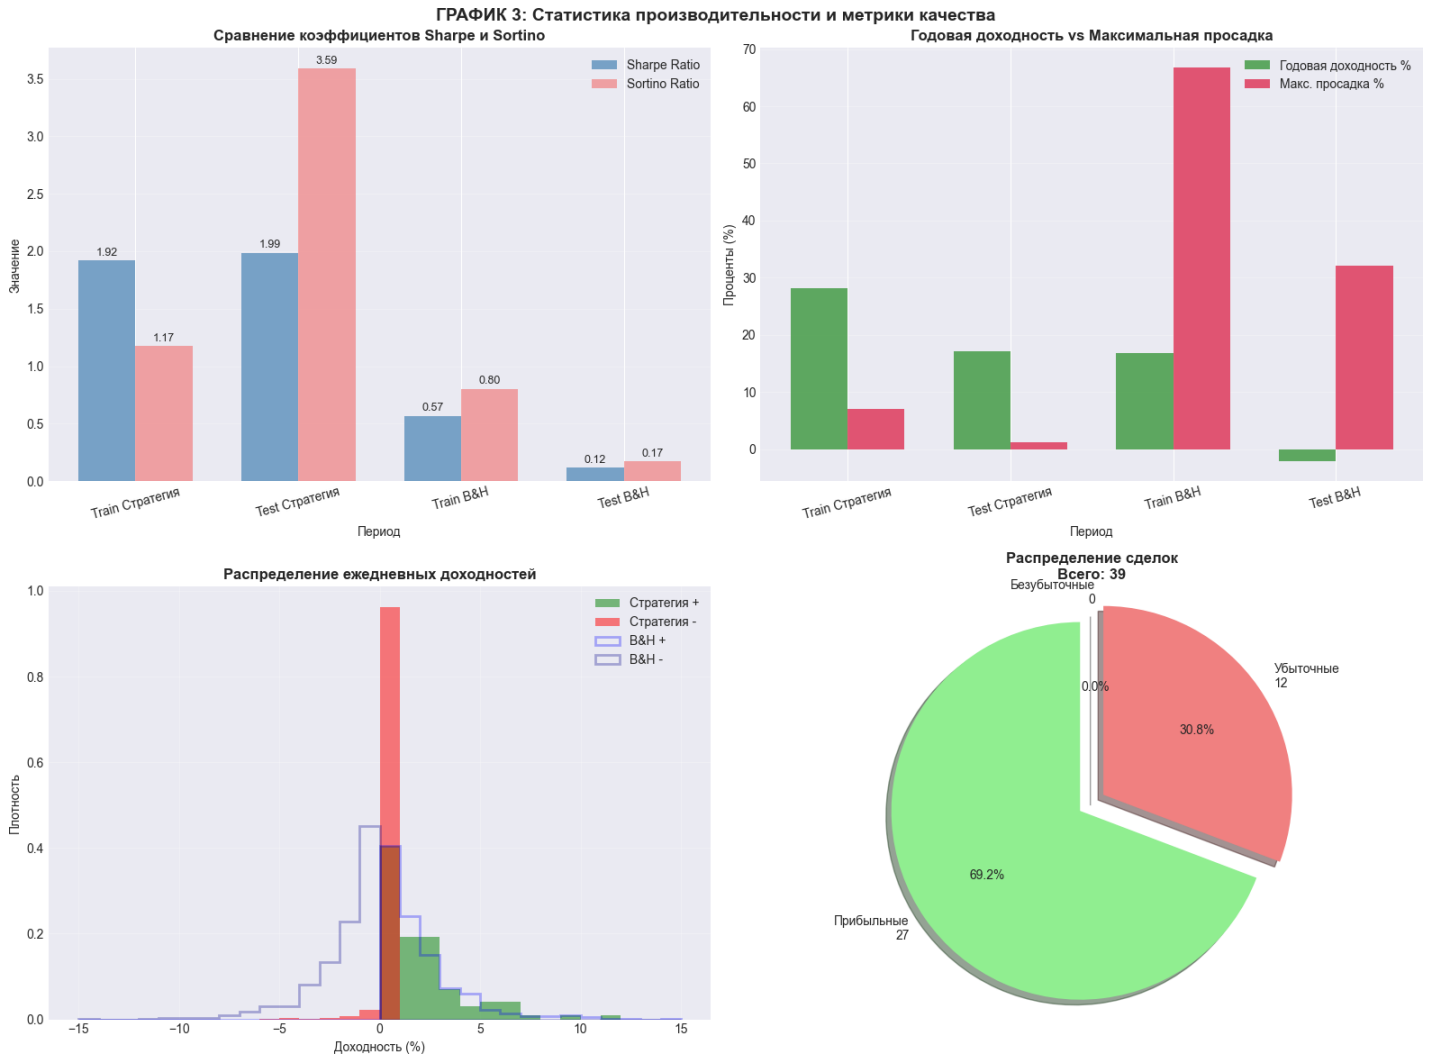 ГРАФИК 3: Статистика производительности и метрики качества
Сравнение коэффициентов Sharpe и Sortino
Sharpe Ratio
Sortino Ratio
3.5
3.0
2.5
2.0
1.5
1.0
0.5
0.0
Значение
1.92
1.17
1.99
3.59
0.57
0.80
0.12
0.17
Train Стратегия
Test Стратегия
Train B&H
Test B&H
Период
Годовая доходность vs Максимальная просадка
Годовая доходность %
Макс. просадка %
70
60
50
40
30
20
10
0
Проценты (%)
Train Стратегия
Test Стратегия
Train B&H
Test B&H
Период
Распределение ежедневных доходностей
Стратегия +
Стратегия -
B&H +
B&H -
1.0
0.8
0.6
0.4
0.2
0.0
Плотность
−15
−10
−5
0
5
10
15
Доходность (%)
Распределение сделок
Всего: 39
Безубыточные
0
0.0%
Убыточные
12
30.8%
69.2%
Прибыльные
27